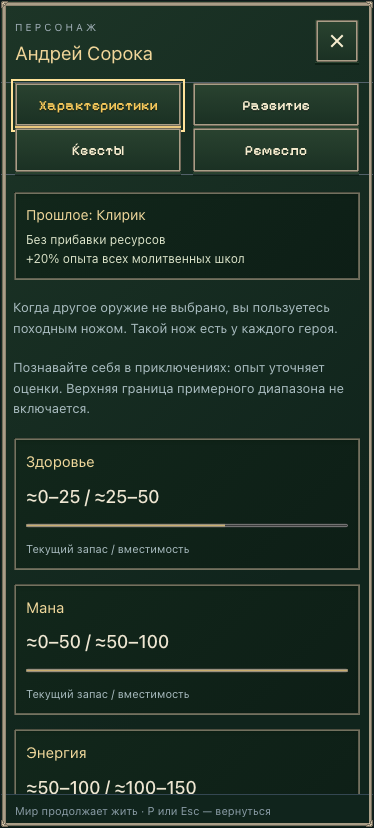 ПЕРСОНАЖ
Андрей Сорока
×
Характеристики
Развитие
Квесты
Ремесло
Прошлое: Клирик
Без прибавки ресурсов
+20% опыта всех молитвенных школ
Когда другое оружие не выбрано, вы пользуетесь
походным ножом. Такой нож есть у каждого героя.
Познавайте себя в приключениях: опыт уточняет
оценки. Верхняя граница примерного диапазона не
включается.
Здоровье
≈0–25 / ≈25–50
Текущий запас / вместимость
Мана
≈0–50 / ≈50–100
Текущий запас / вместимость
Энергия
≈50–100 / ≈100–150
Мир продолжает жить · P или Esc — вернуться